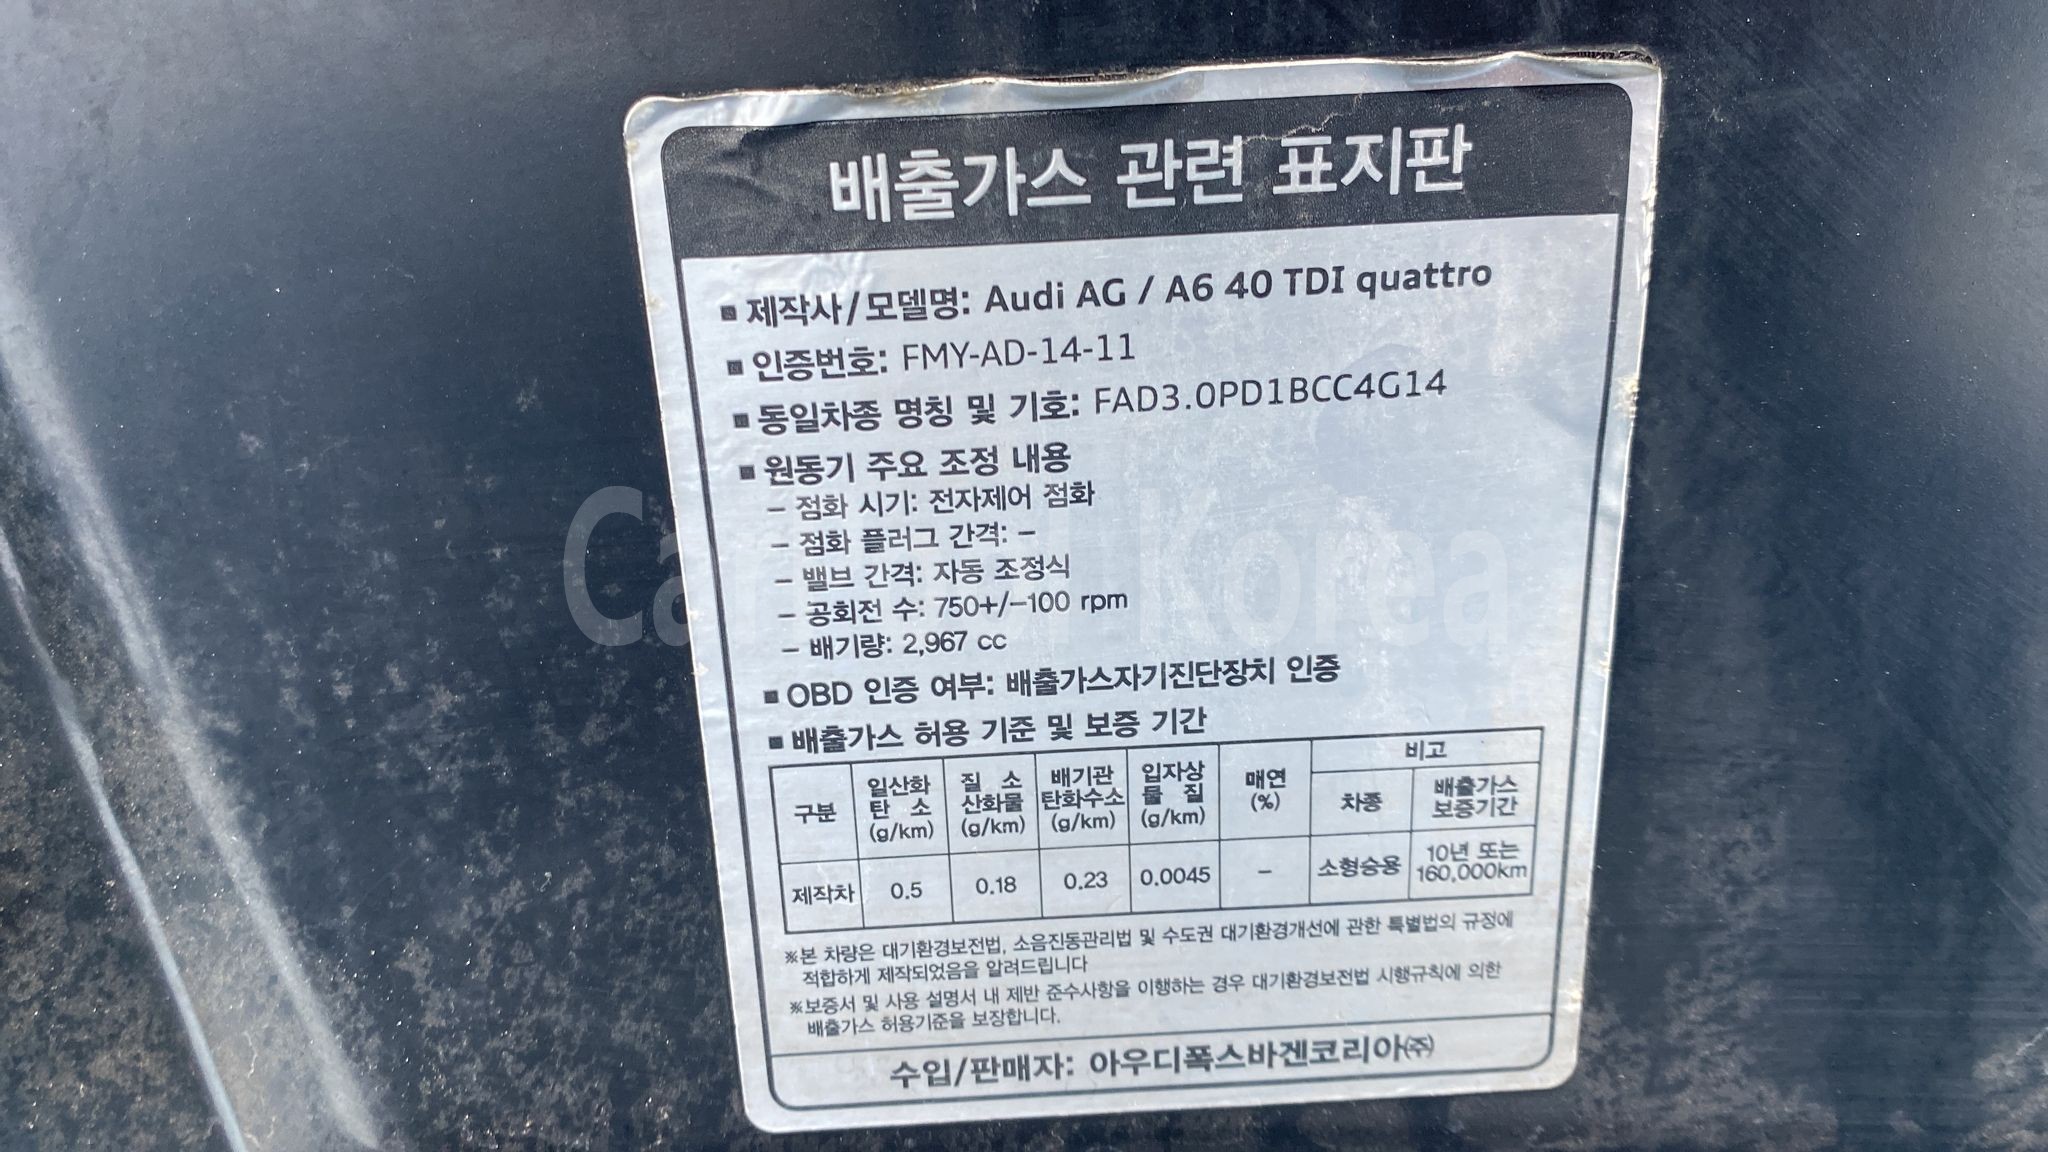 배출가스 관련 표지판
▣ 제작사/모델명: Audi AG / A6 40 TDI quattro
▣ 인증번호: FMY-AD-14-11
▣ 동일차종 명칭 및 기호: FAD3.0PD1BCC4G14
▣ 원동기 주요 조정 내용
– 점화 시기: 전자제어 점화
– 점화 플러그 간격: –
– 밸브 간격: 자동 조정식
– 공회전 수: 750+/–100 rpm
– 배기량: 2,967 cc
▣ OBD 인증 여부: 배출가스자기진단장치 인증
▣ 배출가스 허용 기준 및 보증 기간
구분 일산화 탄 소 (g/km) 질 소 산화물 (g/km) 배기관 탄화수소 (g/km) 입자상 물 질 (g/km) 매연 (%) 비고
차종 배출가스 보증기간
제작차 0.5 0.18 0.23 0.0045 – 소형승용 10년 또는 160,000km
※본 차량은 대기환경보전법, 소음진동관리법 및 수도권 대기환경개선에 관한 특별법의 규정에
적합하게 제작되었음을 알려드립니다
※보증서 및 사용 설명서 내 제반 준수사항을 이행하는 경우 대기환경보전법 시행규칙에 의한
배출가스 허용기준을 보장합니다.
수입/판매자: 아우디폭스바겐코리아㈜
Korea